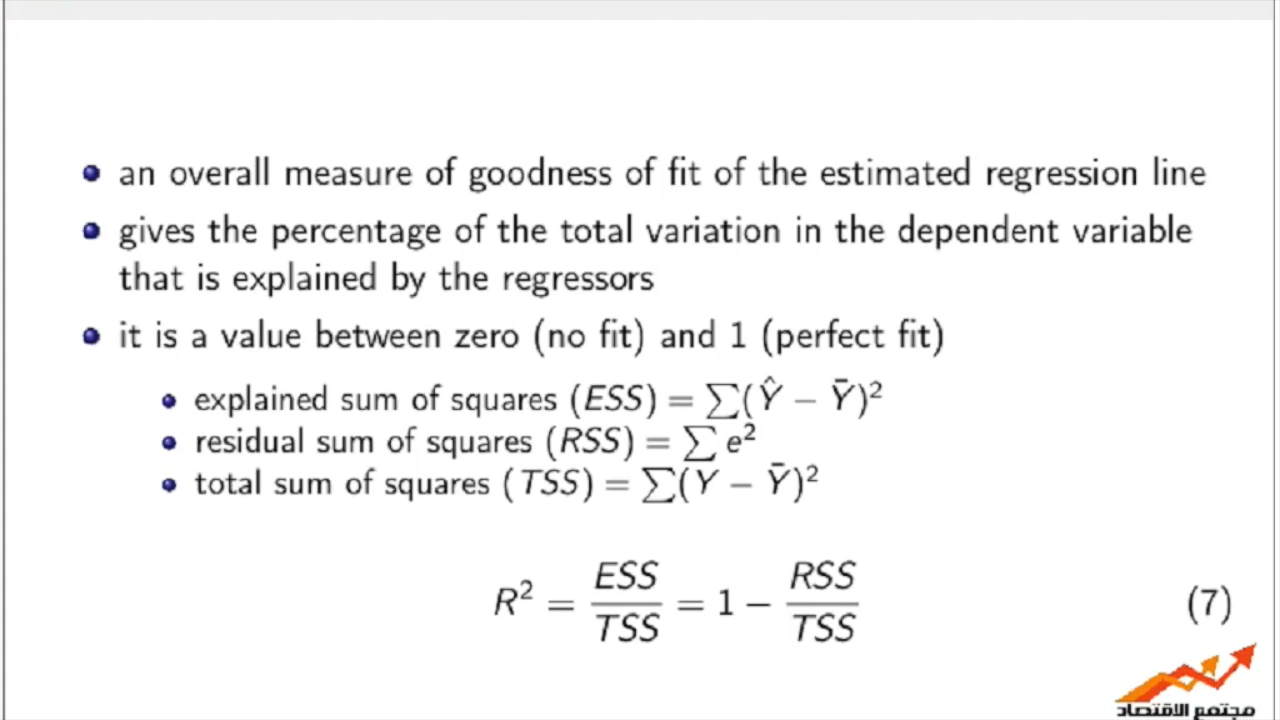 an overall measure of goodness of fit of the estimated regression line
gives the percentage of the total variation in the dependent variable
that is explained by the regressors
it is a value between zero (no fit) and 1 (perfect fit)
explained sum of squares (ESS) = ∑(Ŷ − Ȳ)²
residual sum of squares (RSS) = ∑ e²
total sum of squares (TSS) = ∑(Y − Ȳ)²
R² = ESS/TSS = 1 − RSS/TSS (7)
مجتمع الاقتصاد